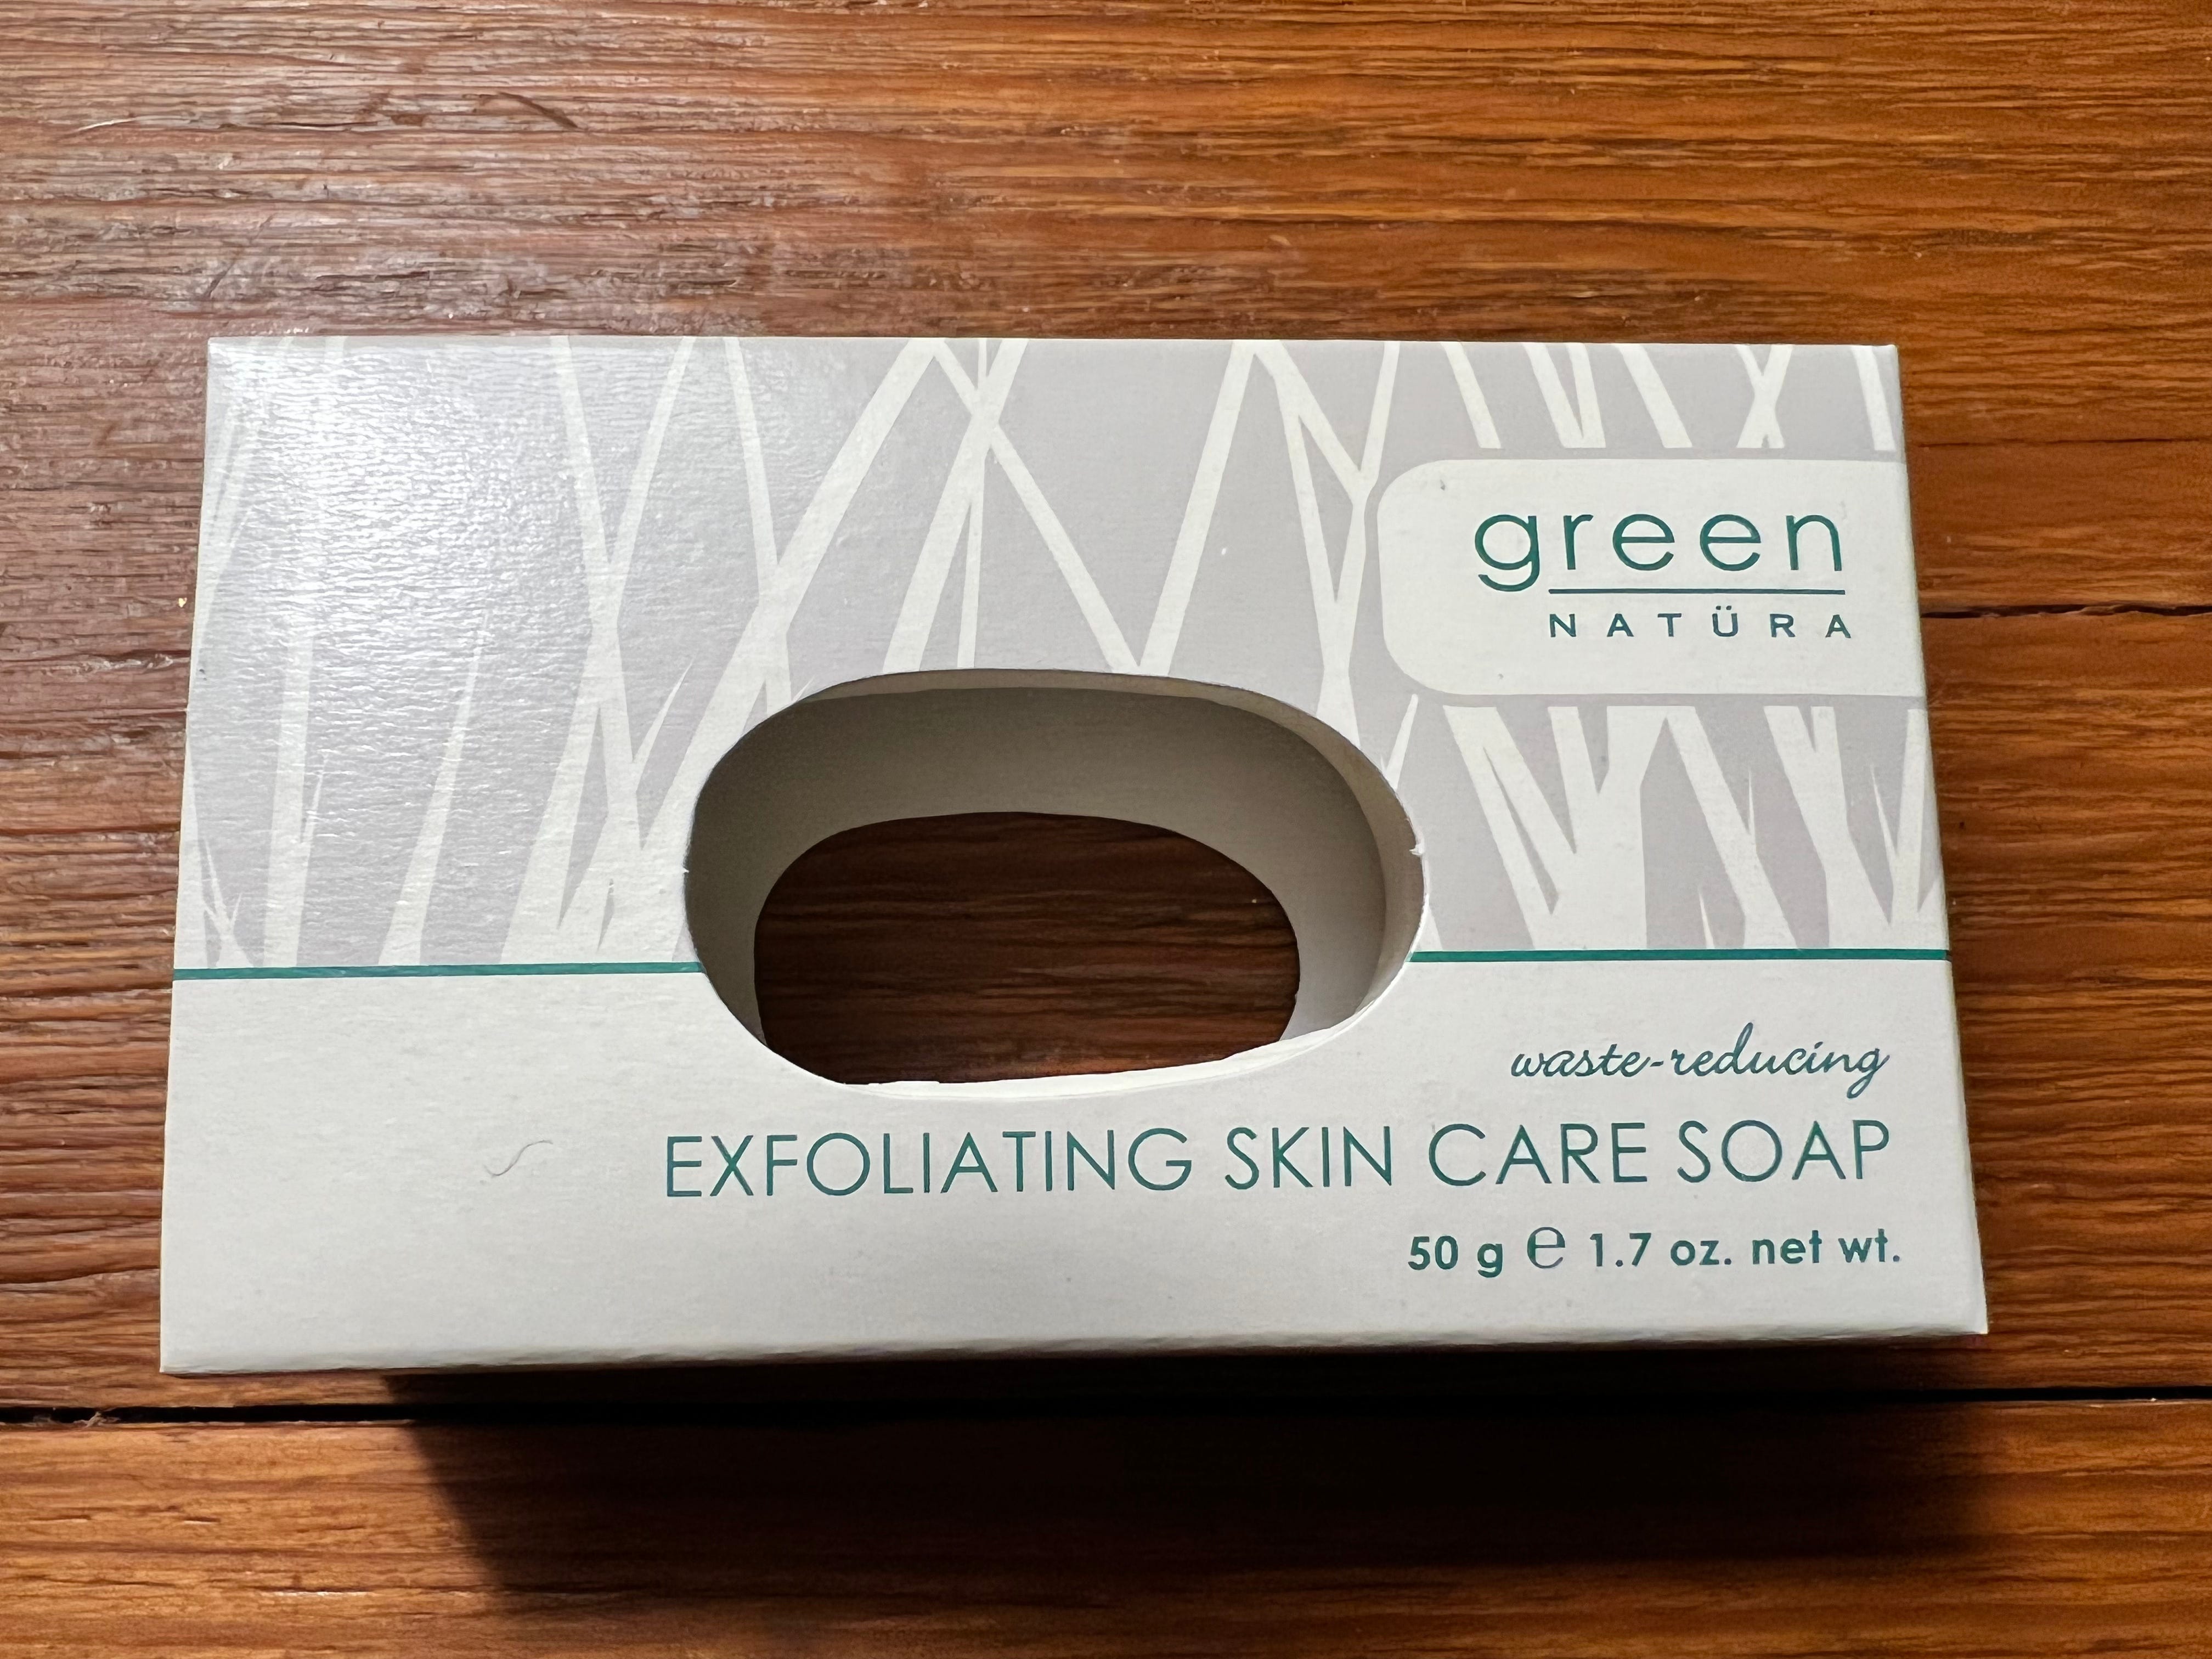 green
NATÜRA
waste-reducing
EXFOLIATING SKIN CARE SOAP
50 g ℮ 1.7 oz. net wt.